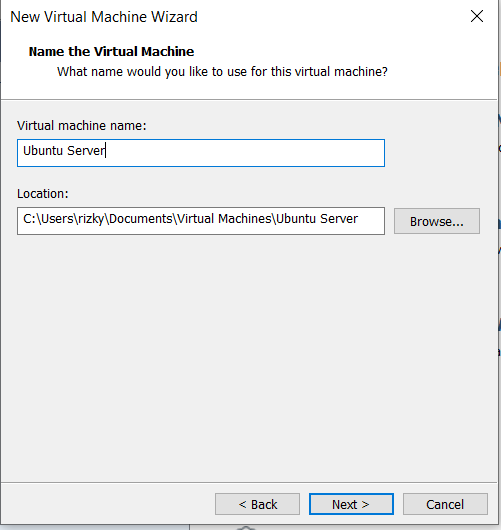 New Virtual Machine Wizard
Name the Virtual Machine
What name would you like to use for this virtual machine?
Virtual machine name:
Ubuntu Server
Location:
C:\Users\rizky\Documents\Virtual Machines\Ubuntu Server
Browse...
< Back
Next >
Cancel